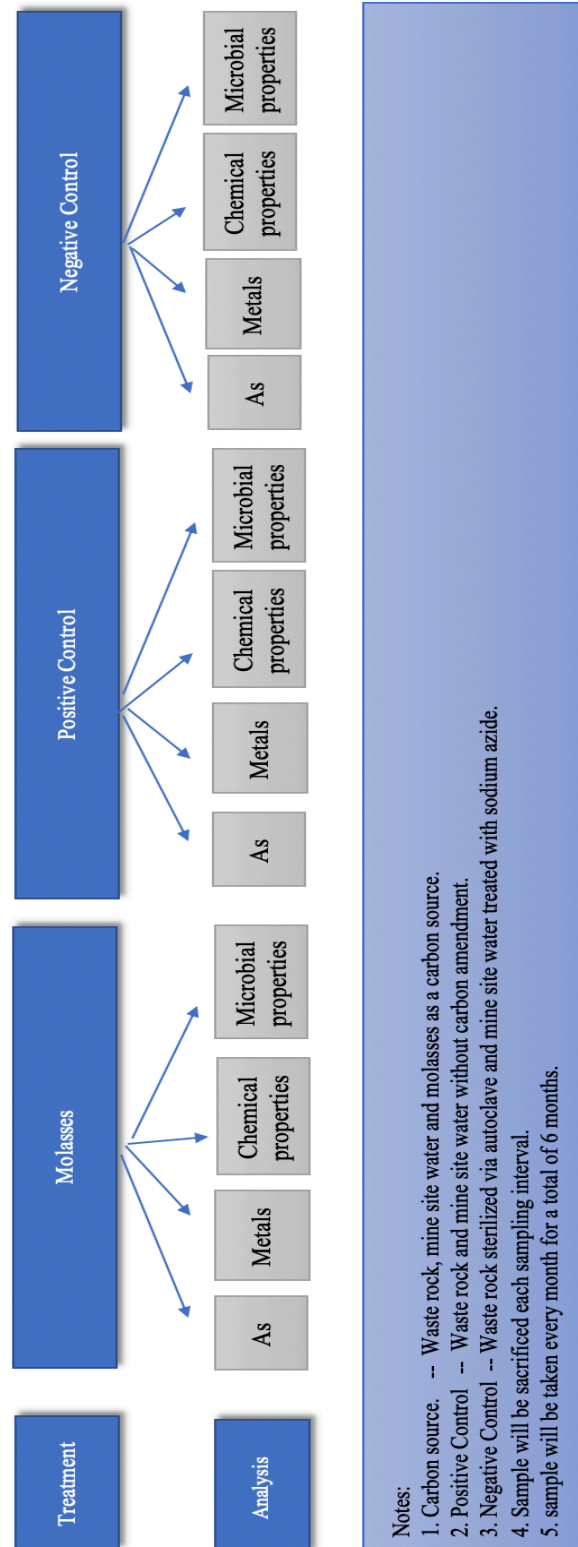 Treatment
Molasses
Positive Control
Negative Control
Analysis
As
Metals
Chemical
properties
Microbial
properties
As
Metals
Chemical
properties
Microbial
properties
As
Metals
Chemical
properties
Microbial
properties
Notes:
1. Carbon source. -- Waste rock, mine site water and molasses as a carbon source.
2. Positive Control -- Waste rock and mine site water without carbon amendment.
3. Negative Control -- Waste rock sterilized via autoclave and mine site water treated with sodium azide.
4. Sample will be sacrificed each sampling interval.
5. sample will be taken every month for a total of 6 months.